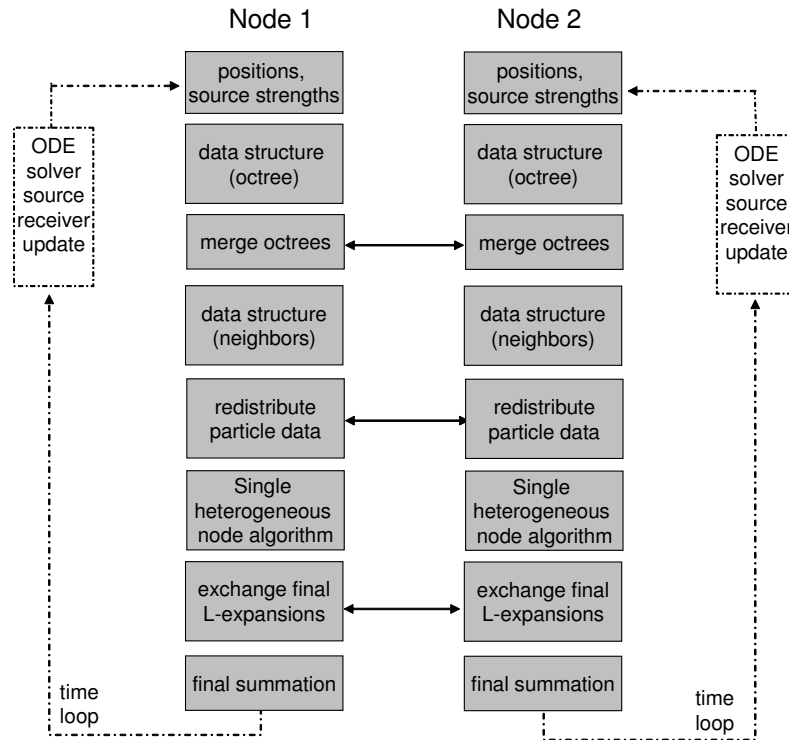 Node 1
Node 2
positions,
source strengths
positions,
source strengths
ODE
solver
source
receiver
update
ODE
solver
source
receiver
update
data structure
(octree)
data structure
(octree)
merge octrees
merge octrees
data structure
(neighbors)
data structure
(neighbors)
redistribute
particle data
redistribute
particle data
Single
heterogeneous
node algorithm
Single
heterogeneous
node algorithm
exchange final
L-expansions
exchange final
L-expansions
final summation
final summation
time
loop
time
loop